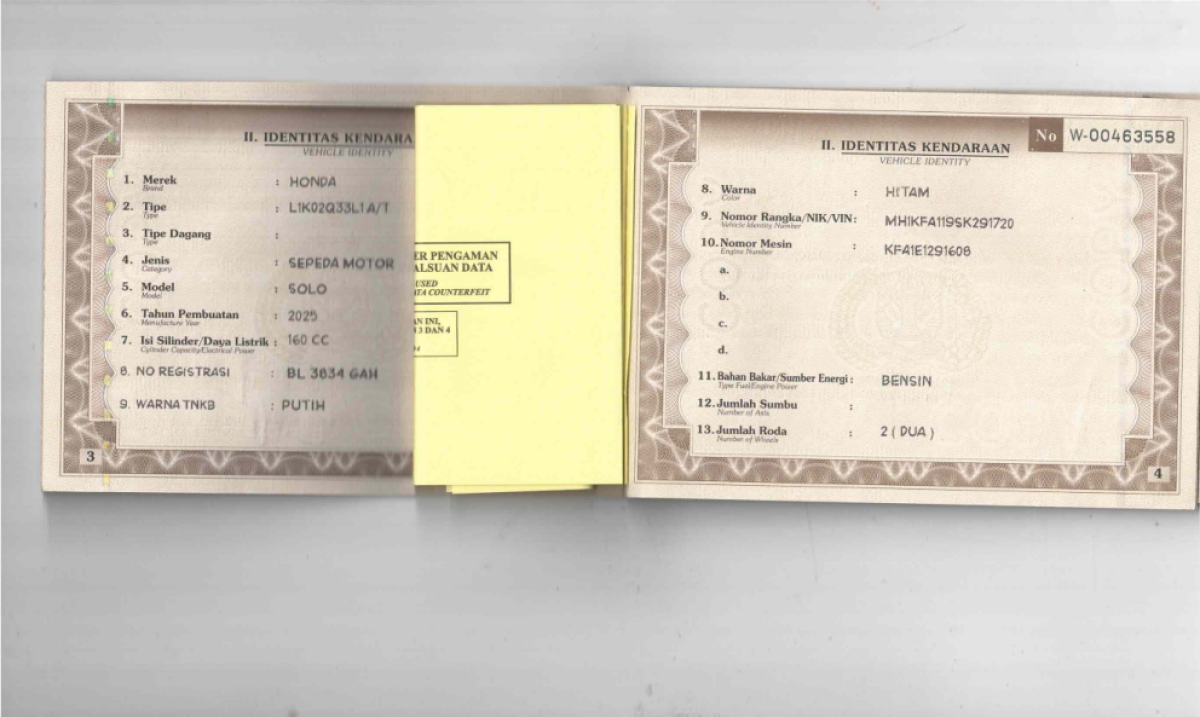 II. IDENTITAS KENDARA
VEHICLE IDENTITY
1. Merek : HONDA
Brand
2. Tipe : L1K02Q33L1 A/T
Type
3. Tipe Dagang :
Type
4. Jenis : SEPEDA MOTOR
Category
5. Model : SOLO
Model
6. Tahun Pembuatan : 2025
Manufacture Year
7. Isi Silinder/Daya Listrik : 160 CC
Cylinder Capacity/Electrical Power
8. NO REGISTRASI : BL 3834 GAH
9. WARNA TNKB : PUTIH
3
ER PENGAMAN
ALSUAN DATA
USED
ATA COUNTERFEIT
AN INI,
N 3 DAN 4
No W-00463558
II. IDENTITAS KENDARAAN
VEHICLE IDENTITY
8. Warna : HITAM
Color
9. Nomor Rangka/NIK/VIN : MH1KFA119SK291720
Vehicle Identity Number
10. Nomor Mesin : KFA1E1291608
Engine Number
a.
b.
c.
d.
11. Bahan Bakar/Sumber Energi : BENSIN
Type Fuel/Engine Power
12. Jumlah Sumbu :
Number of Axis
13. Jumlah Roda : 2 ( DUA )
Number of Wheels
4